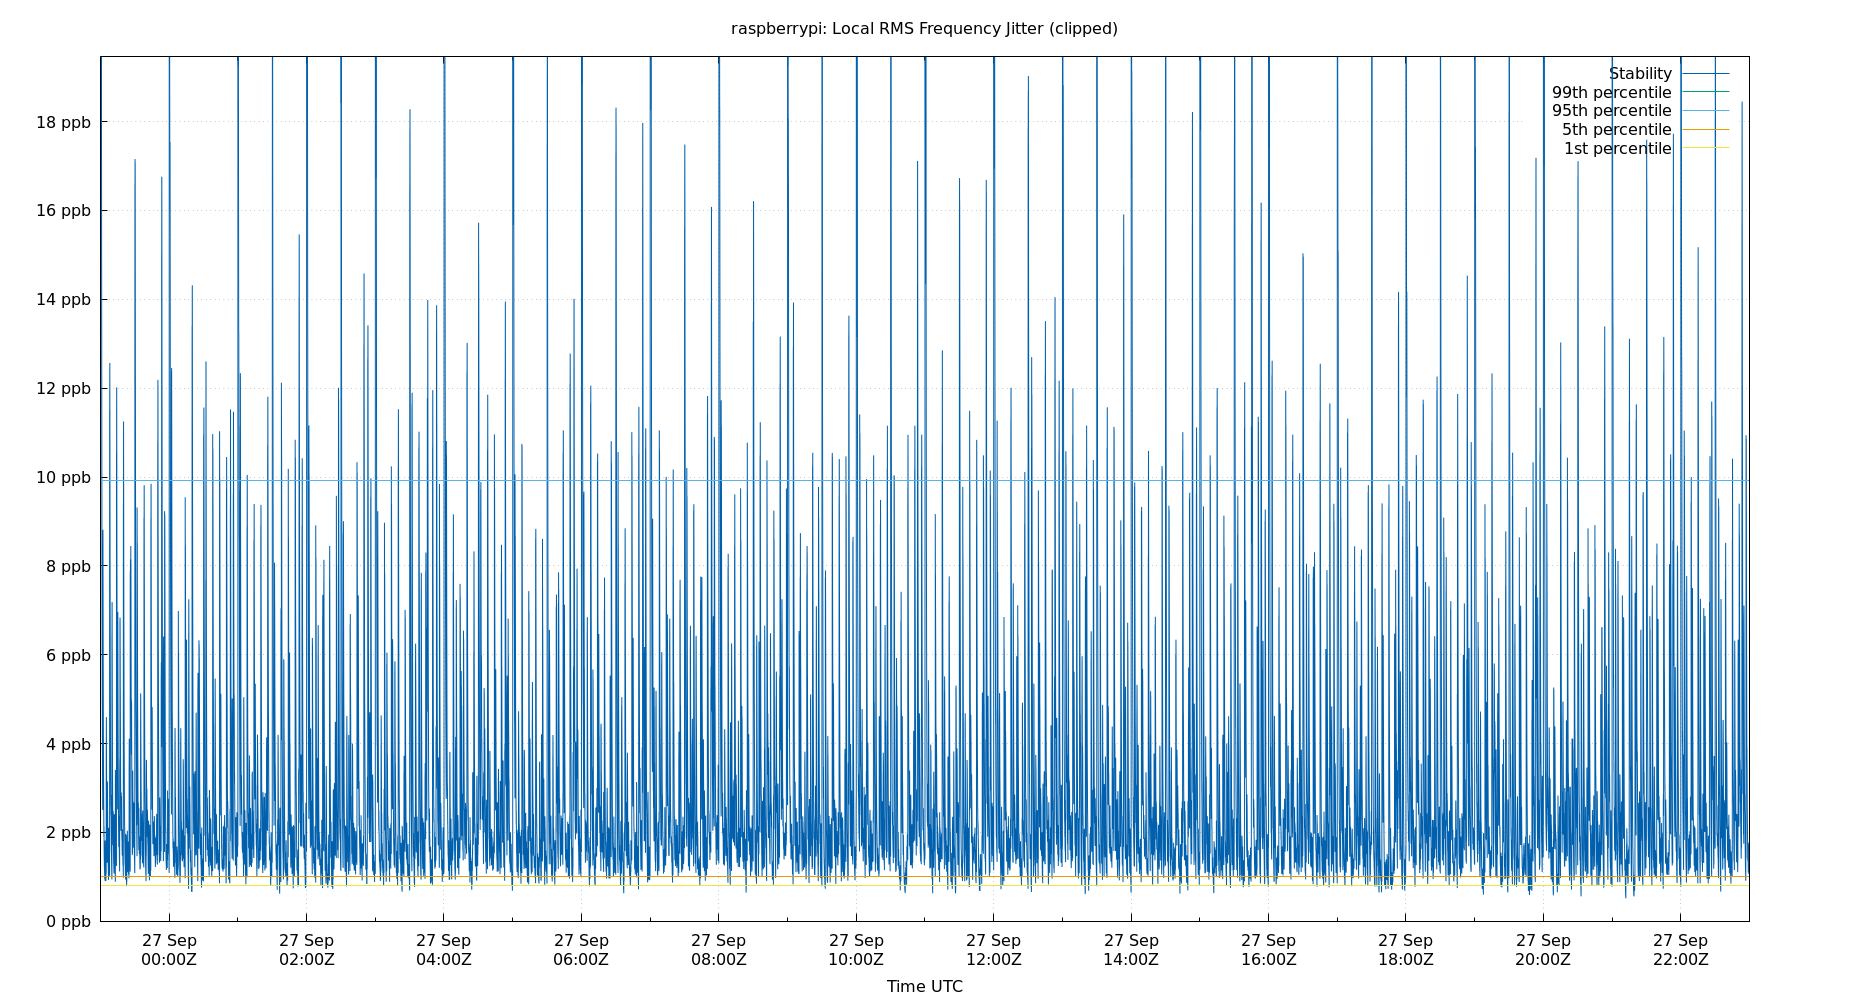 raspberrypi: Local RMS Frequency Jitter (clipped)
Stability
99th percentile
95th percentile
5th percentile
1st percentile
18 ppb
16 ppb
14 ppb
12 ppb
10 ppb
8 ppb
6 ppb
4 ppb
2 ppb
0 ppb
27 Sep 27 Sep 27 Sep 27 Sep 27 Sep 27 Sep 27 Sep 27 Sep 27 Sep 27 Sep 27 Sep 27 Sep
00:00Z 02:00Z 04:00Z 06:00Z 08:00Z 10:00Z 12:00Z 14:00Z 16:00Z 18:00Z 20:00Z 22:00Z
Time UTC